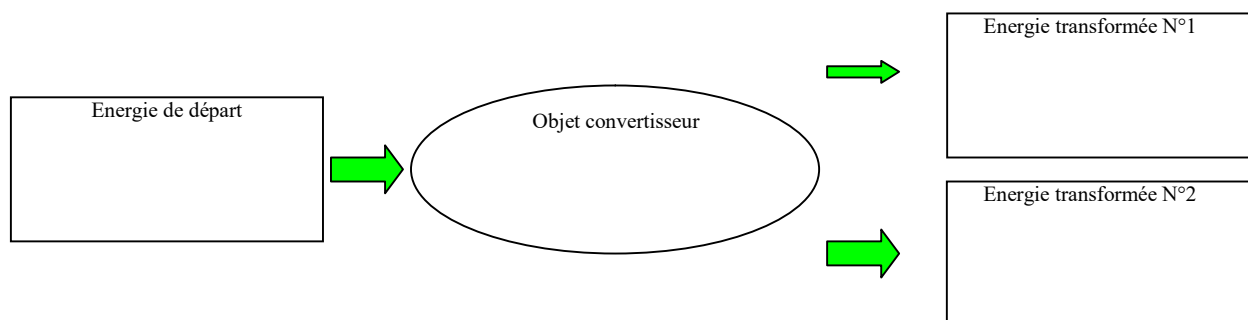 Energie de départ
Objet convertisseur
Energie transformée N°1
Energie transformée N°2